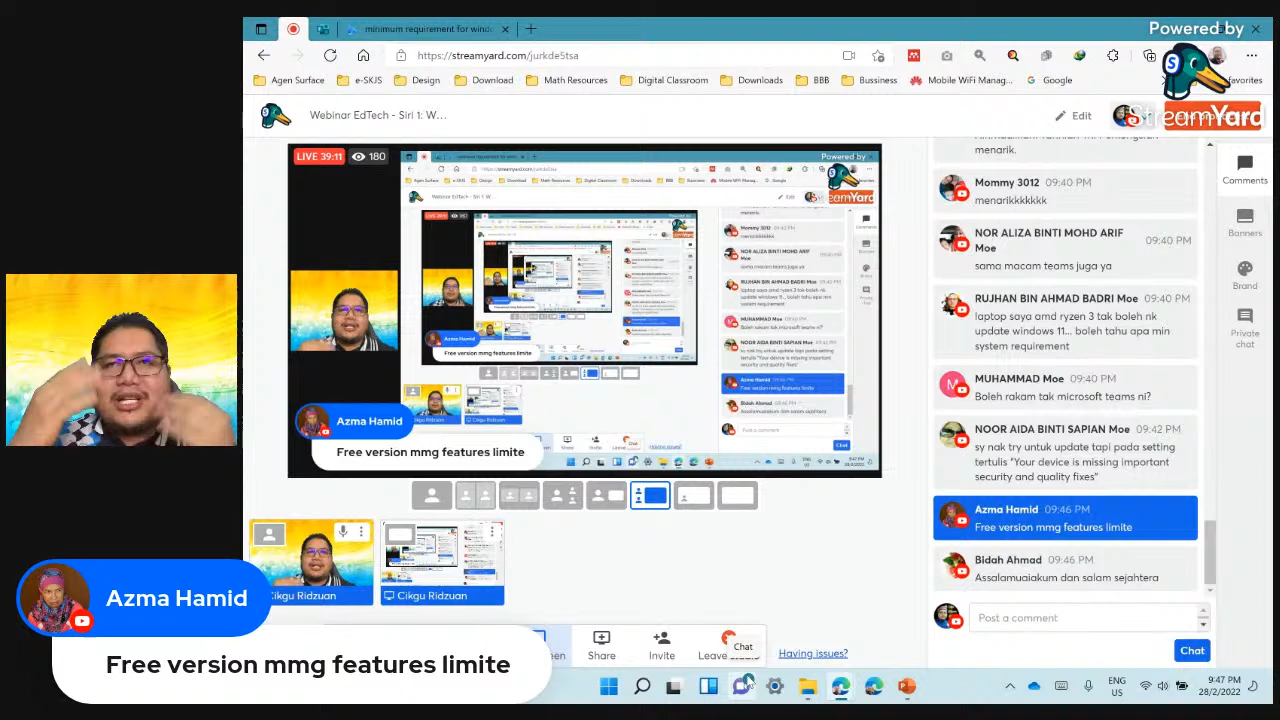 minimum requirement for windo
Powered by
https://streamyard.com/jurkde5tsa
Agen Surface
e-SKJS
Design
Download
Math Resources
Digital Classroom
Downloads
BBB
Bussiness
Mobile WiFi Manag...
Google
favorites
Webinar EdTech - Siri 1: W...
Edit
StreamYard
LIVE 39:11
180
menarik.
Mommy 3012 09:40 PM
menarikkkkkkk
NOR ALIZA BINTI MOHD ARIF
Moe 09:40 PM
sama macam teams juga ya
RUJHAN BIN AHMAD BADRI Moe 09:40 PM
laptop saya amd ryzen 3 tak boleh nk
update windows 11... boleh tahu apa min
system requirement
MUHAMMAD Moe 09:40 PM
Boleh rakam tak microsoft teams ni?
NOOR AIDA BINTI SAPIAN Moe 09:42 PM
sy nak try untuk update tapi pada setting
tertulis "Your device is missing important
security and quality fixes"
Azma Hamid 09:46 PM
Free version mmg features limite
Bldah Ahmad 09:46 PM
Assalamualakum dan salam sejahtera
Post a comment
Chat
Comments
Banners
Brand
Private
chat
Azma Hamid
Free version mmg features limite
Cikgu Ridzuan
Cikgu Ridzuan
Share
Invite
Leave studio
Chat
Having issues?
Azma Hamid
Free version mmg features limite
ENG
US
9:47 PM
28/2/2022